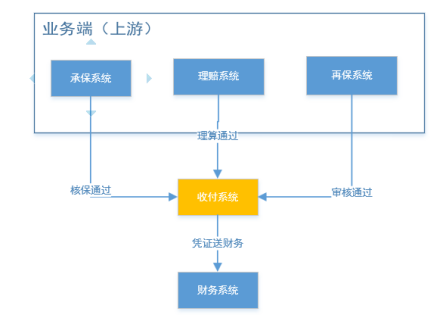 业务端（上游）
承保系统
理赔系统
再保系统
理算通过
核保通过
收付系统
审核通过
凭证送财务
财务系统